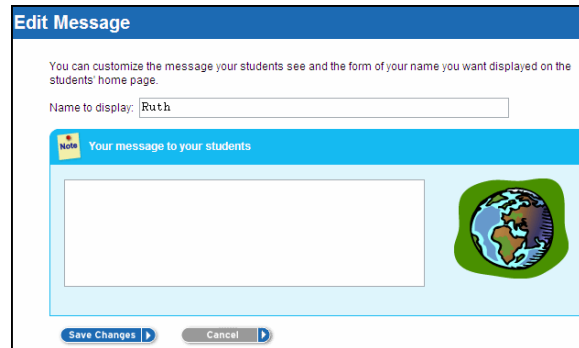 Edit Message
You can customize the message your students see and the form of your name you want displayed on the
students' home page.
Name to display: Ruth
Note Your message to your students
Save Changes Cancel